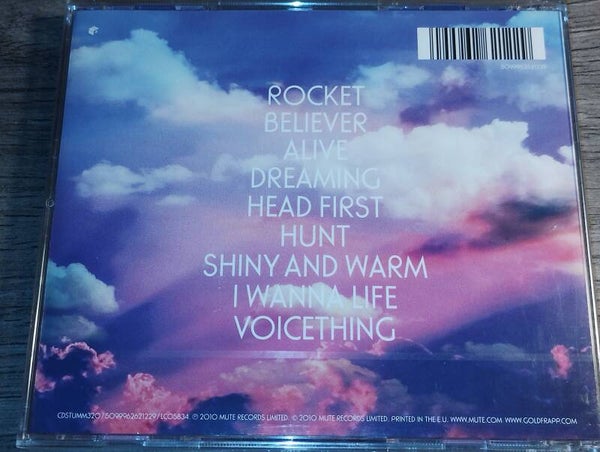 ROCKET
BELIEVER
ALIVE
DREAMING
HEAD FIRST
HUNT
SHINY AND WARM
I WANNA LIFE
VOICETHING
CDSTUMM320/5099962621229/LC05834. ℗ 2010 MUTE RECORDS LIMITED. © 2010 MUTE RECORDS LIMITED. PRINTED IN THE E.U. WWW.MUTE.COM WWW.GOLDFRAPP.COM